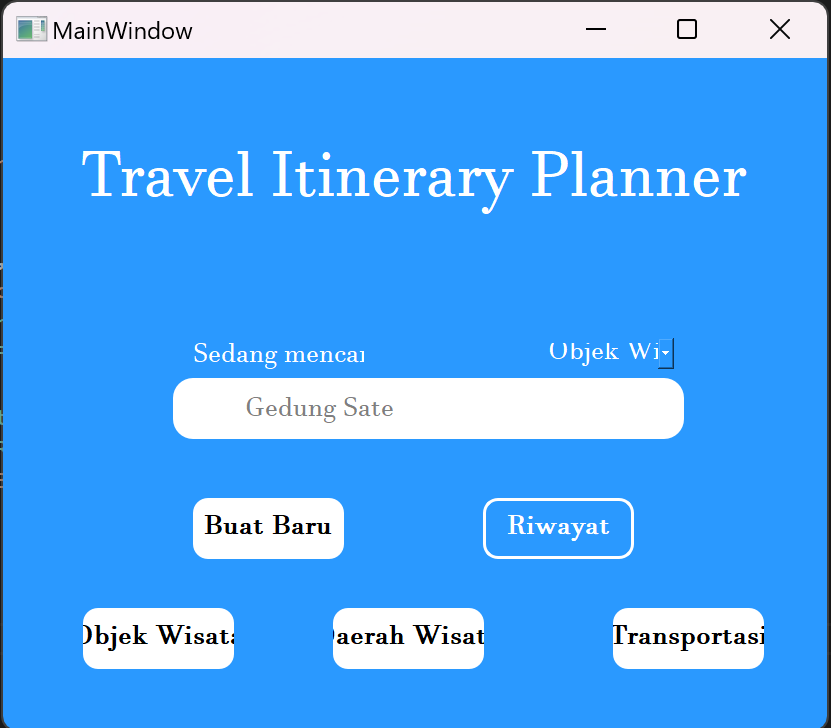 MainWindow
Travel Itinerary Planner
Sedang mencar
Objek Wi
Gedung Sate
Buat Baru
Riwayat
Objek Wisata
Daerah Wisat
Transportasi